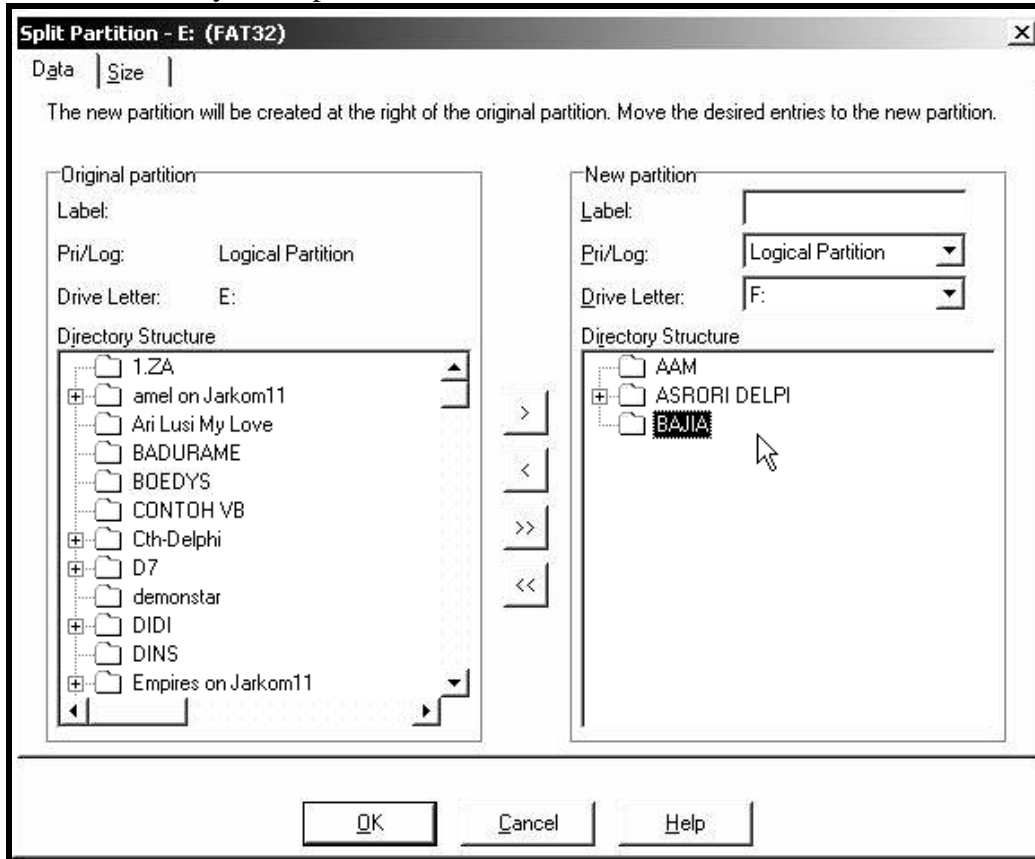 Split Partition - E: (FAT32)
Data
Size
The new partition will be created at the right of the original partition. Move the desired entries to the new partition.
Original partition
Label:
Pri/Log: Logical Partition
Drive Letter: E:
Directory Structure
1.ZA
amel on Jarkom11
Ari Lusi My Love
BADURAME
BOEDYS
CONTOH VB
Cth-Delphi
D7
demonstar
DIDI
DINS
Empires on Jarkom11
>
<
>>
<<
New partition
Label:
Pri/Log: Logical Partition
Drive Letter: F:
Directory Structure
AAM
ASRORI DELPI
BAJIA
OK
Cancel
Help